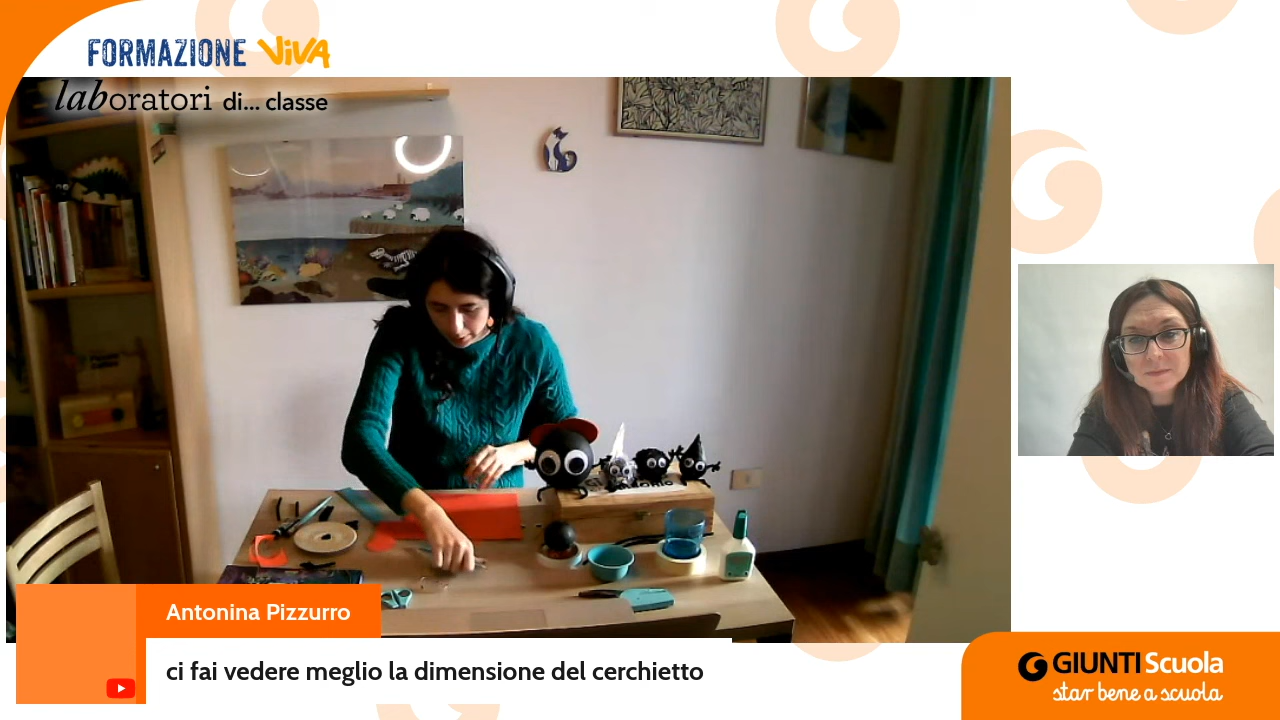 FORMAZIONE VIVA
laboratori di... classe
Antonina Pizzurro
ci fai vedere meglio la dimensione del cerchietto
GIUNTI Scuola
star bene a scuola